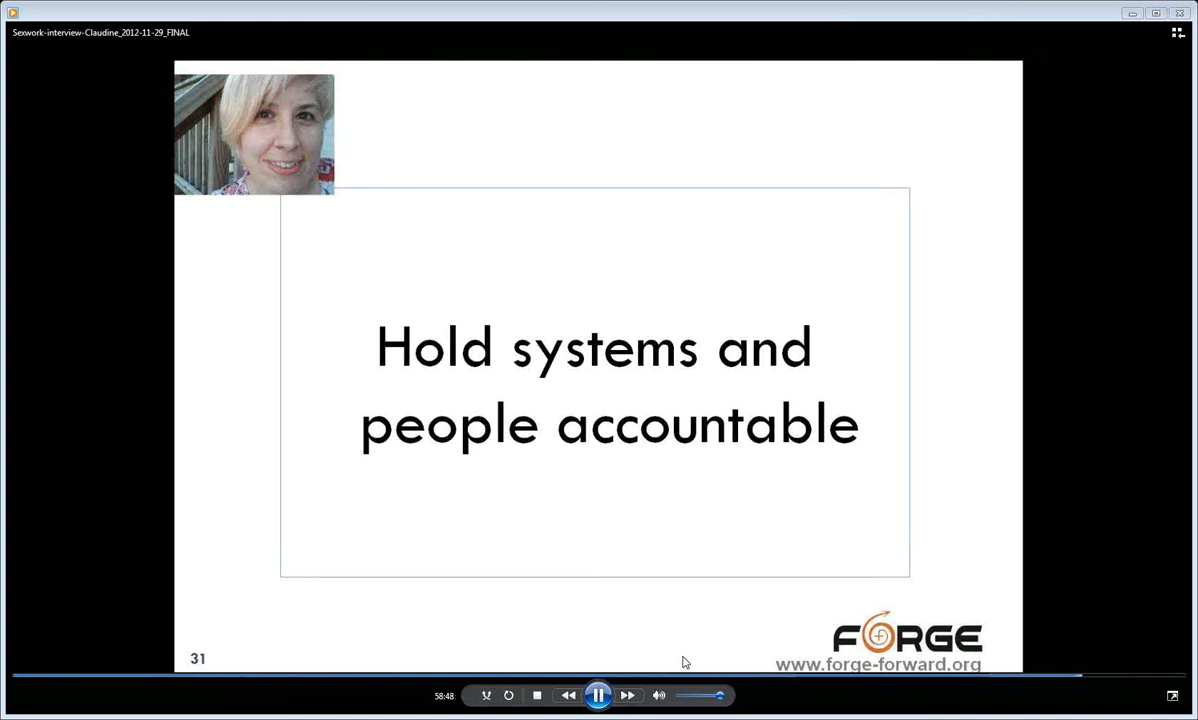 Sexwork-interview-Claudine_2012-11-29_FINAL
Hold systems and
people accountable
31
FORGE
www.forge-forward.org
58:48